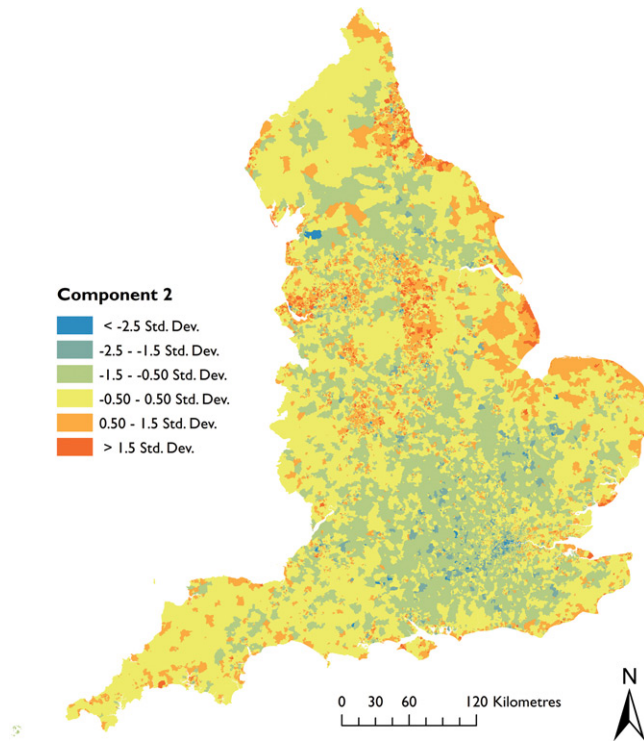 Component 2
< -2.5 Std. Dev.
-2.5 - -1.5 Std. Dev.
-1.5 - -0.50 Std. Dev.
-0.50 - 0.50 Std. Dev.
0.50 - 1.5 Std. Dev.
> 1.5 Std. Dev.
N
0 30 60 120 Kilometres